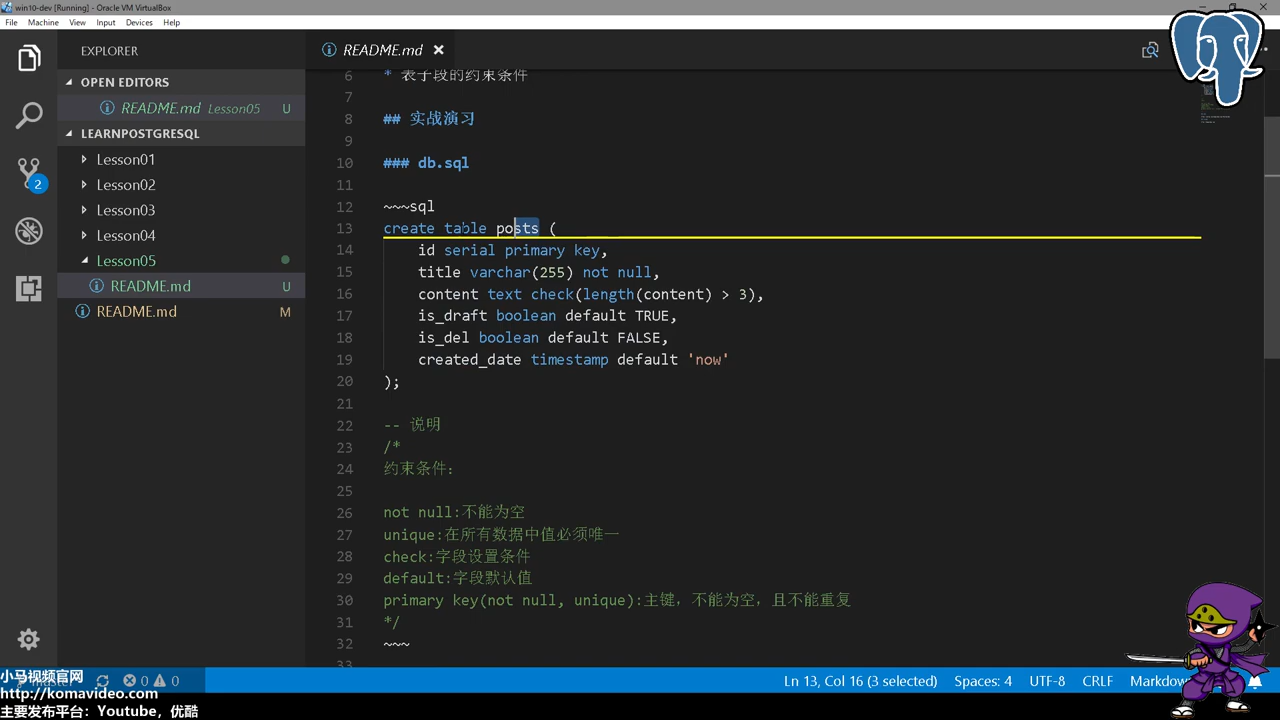 win10-dev [Running] - Oracle VM VirtualBox
File Machine View Input Devices Help
EXPLORER
OPEN EDITORS
README.md Lesson05 U
LEARNPOSTGRESQL
Lesson01
Lesson02
Lesson03
Lesson04
Lesson05
README.md U
README.md M
2
README.md
6 * 表子段的约束条件
7
8 ## 实战演习
9
10 ### db.sql
11
12 ~~~sql
13 create table posts (
14 id serial primary key,
15 title varchar(255) not null,
16 content text check(length(content) > 3),
17 is_draft boolean default TRUE,
18 is_del boolean default FALSE,
19 created_date timestamp default 'now'
20 );
21
22 -- 说明
23 /*
24 约束条件:
25
26 not null:不能为空
27 unique:在所有数据中值必须唯一
28 check:字段设置条件
29 default:字段默认值
30 primary key(not null, unique):主键，不能为空，且不能重复
31 */
32 ~~~
33
0 0
Ln 13, Col 16 (3 selected) Spaces: 4 UTF-8 CRLF Markdow
小马视频官网
http://komavideo.com
主要发布平台：Youtube，优酷